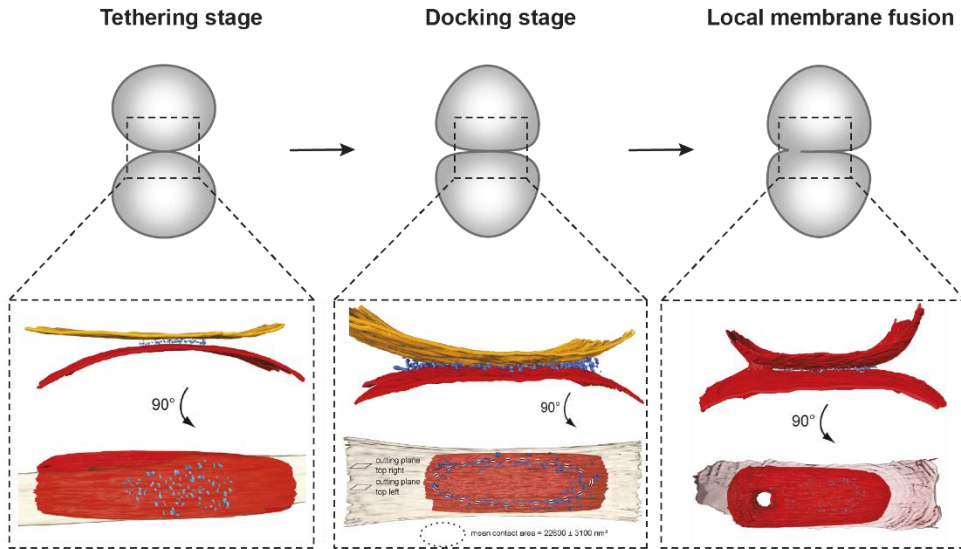 Tethering stage
Docking stage
Local membrane fusion
90°
90°
90°
cutting plane
top right
cutting plane
top left
mean contact area = 22600 ± 3100 nm²